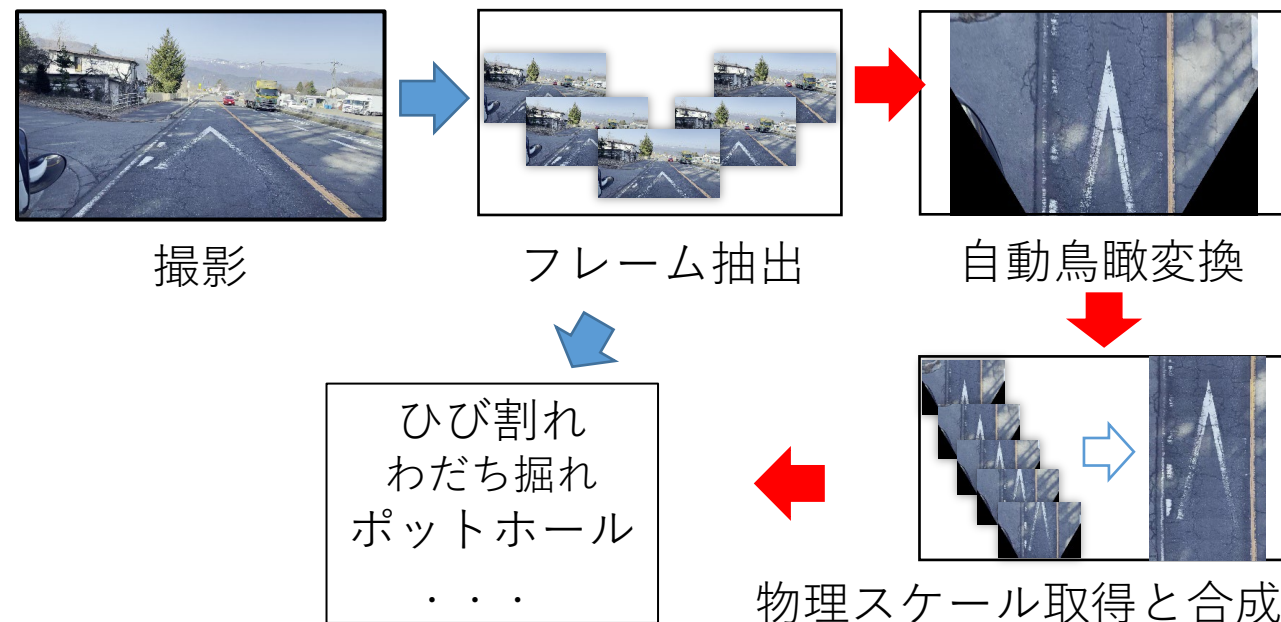 撮影
フレーム抽出
自動鳥瞰変換
ひび割れ
わだち掘れ
ポットホール
・・・
物理スケール取得と合成